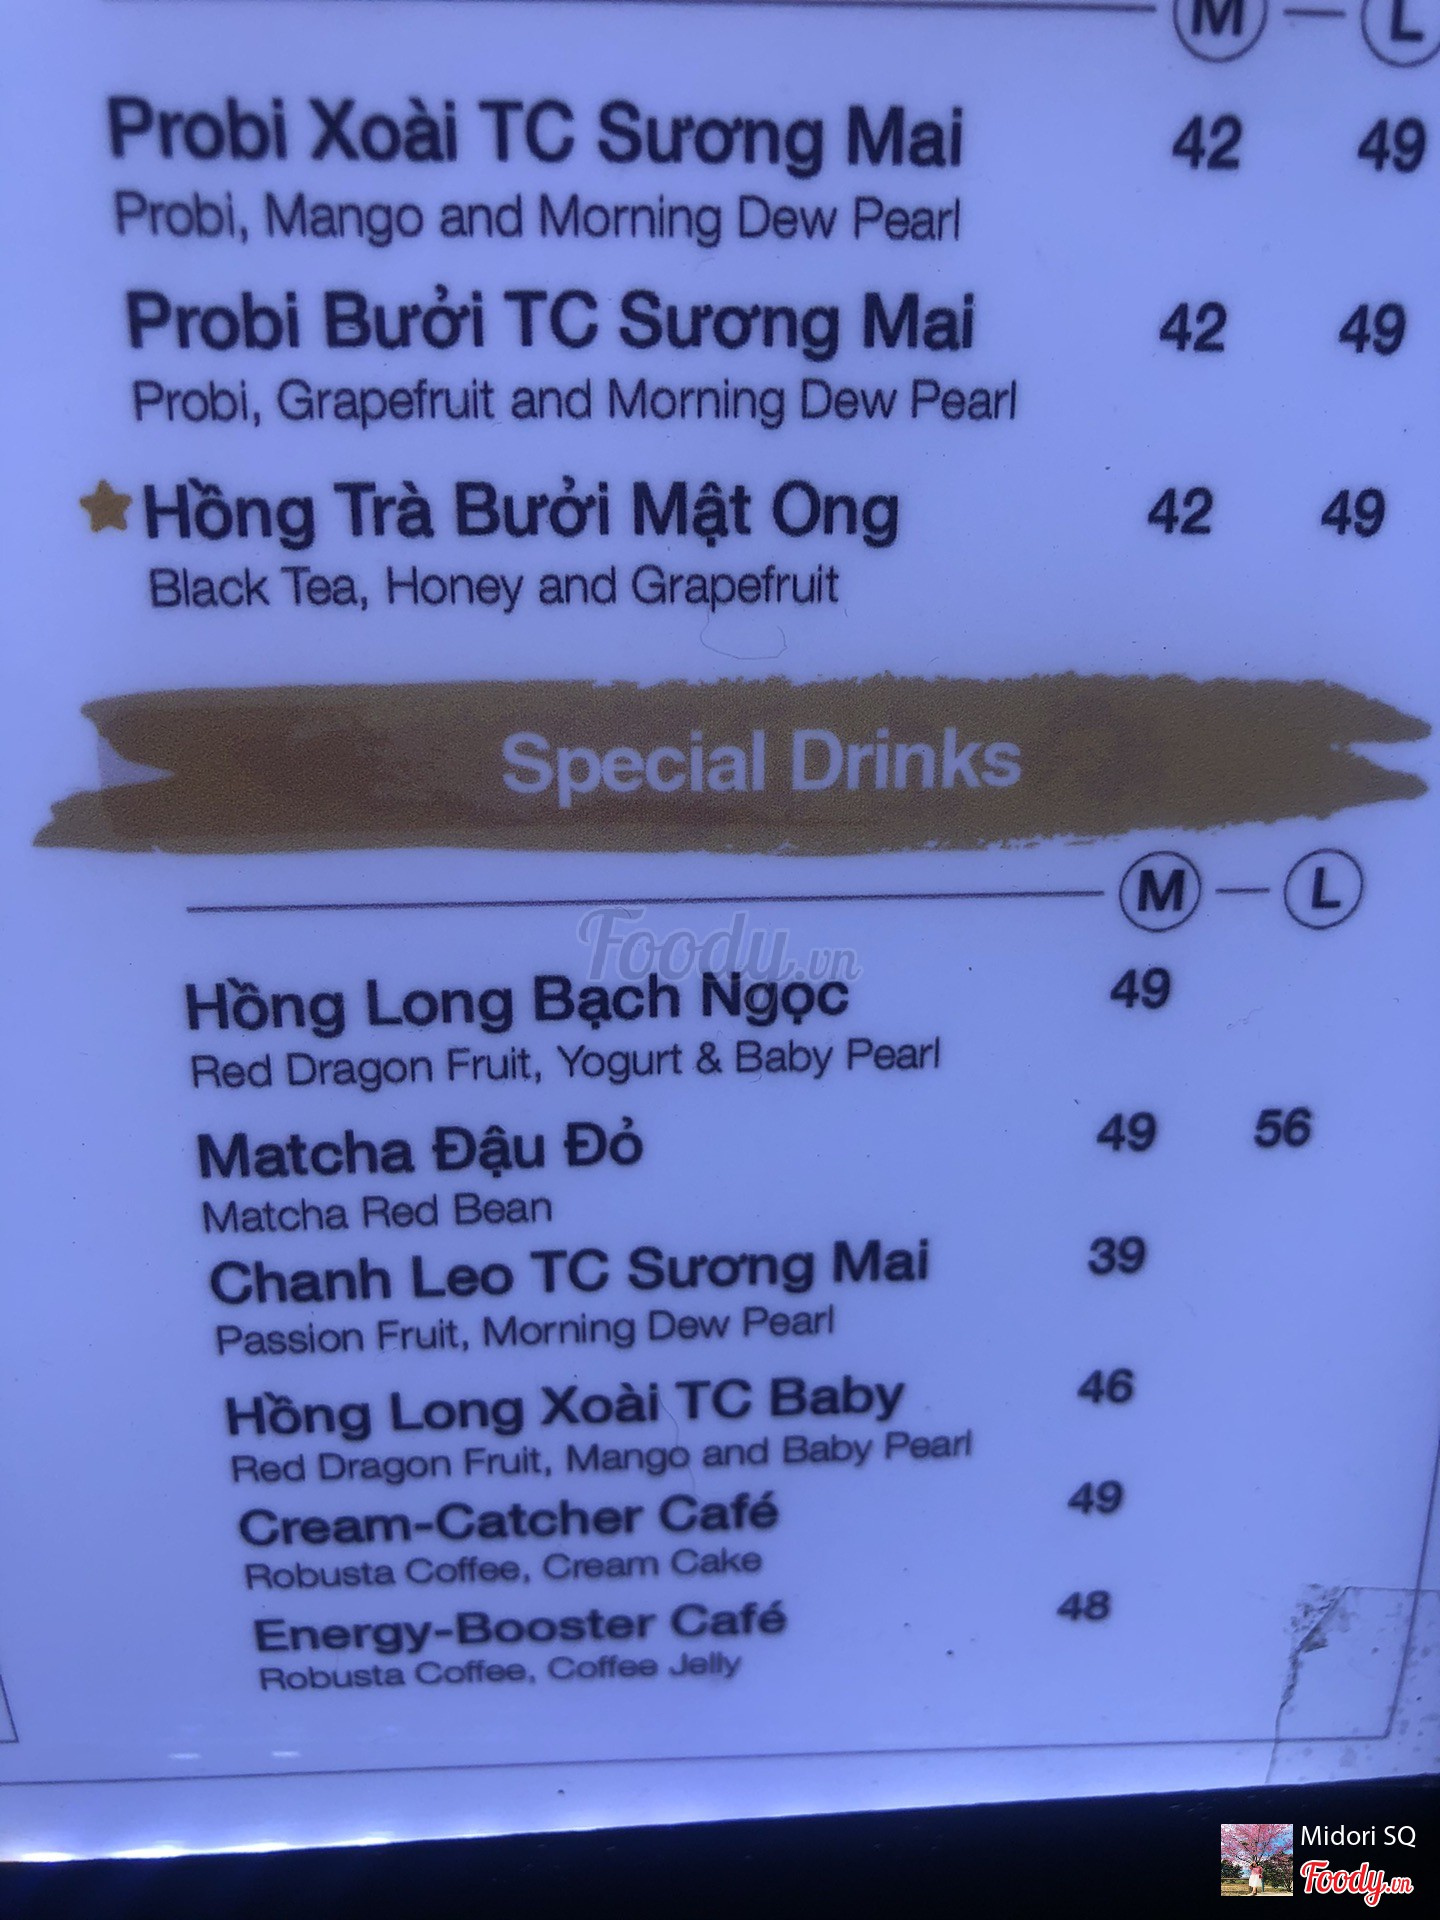 M L
Probi Xoài TC Sương Mai 42 49
Probi, Mango and Morning Dew Pearl
Probi Bưởi TC Sương Mai 42 49
Probi, Grapefruit and Morning Dew Pearl
Hồng Trà Bưởi Mật Ong 42 49
Black Tea, Honey and Grapefruit
Special Drinks
M L
Foody.vn
Hồng Long Bạch Ngọc 49
Red Dragon Fruit, Yogurt & Baby Pearl
Matcha Đậu Đỏ 49 56
Matcha Red Bean
Chanh Leo TC Sương Mai 39
Passion Fruit, Morning Dew Pearl
Hồng Long Xoài TC Baby 46
Red Dragon Fruit, Mango and Baby Pearl
Cream-Catcher Café 49
Robusta Coffee, Cream Cake
Energy-Booster Café 48
Robusta Coffee, Coffee Jelly
Midori SQ
Foody.vn